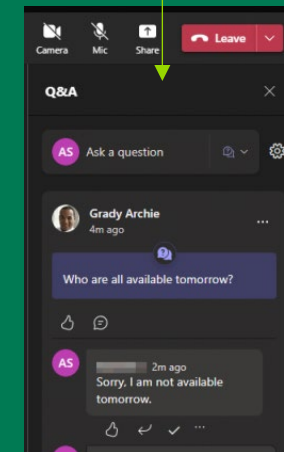 Camera Mic Share Leave
Q&A
AS Ask a question
Grady Archie
4m ago
Who are all available tomorrow?
AS 2m ago
Sorry, I am not available
tomorrow.